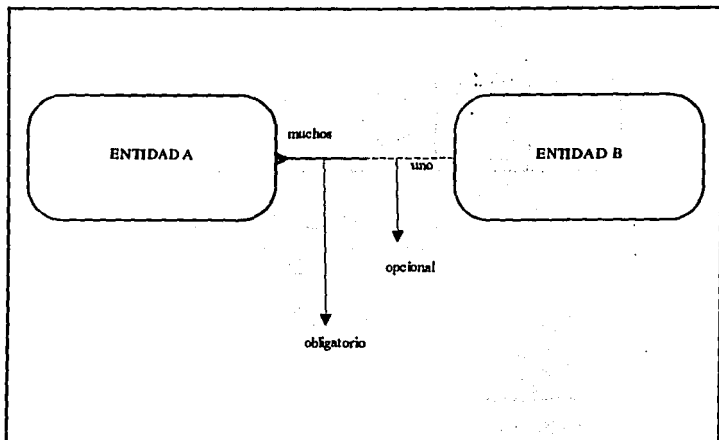 muchos
ENTIDAD A
ENTIDAD B
uno
opcional
obligatorio